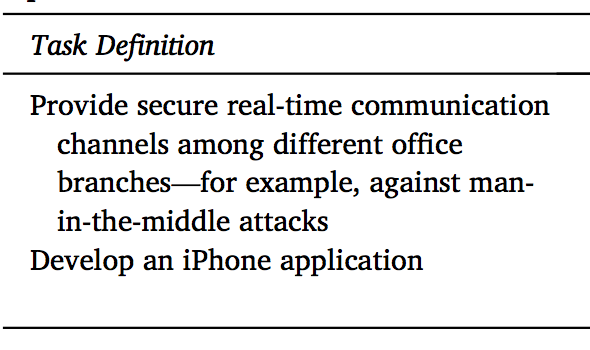 Task Definition
Provide secure real-time communication
channels among different office
branches—for example, against man-
in-the-middle attacks
Develop an iPhone application